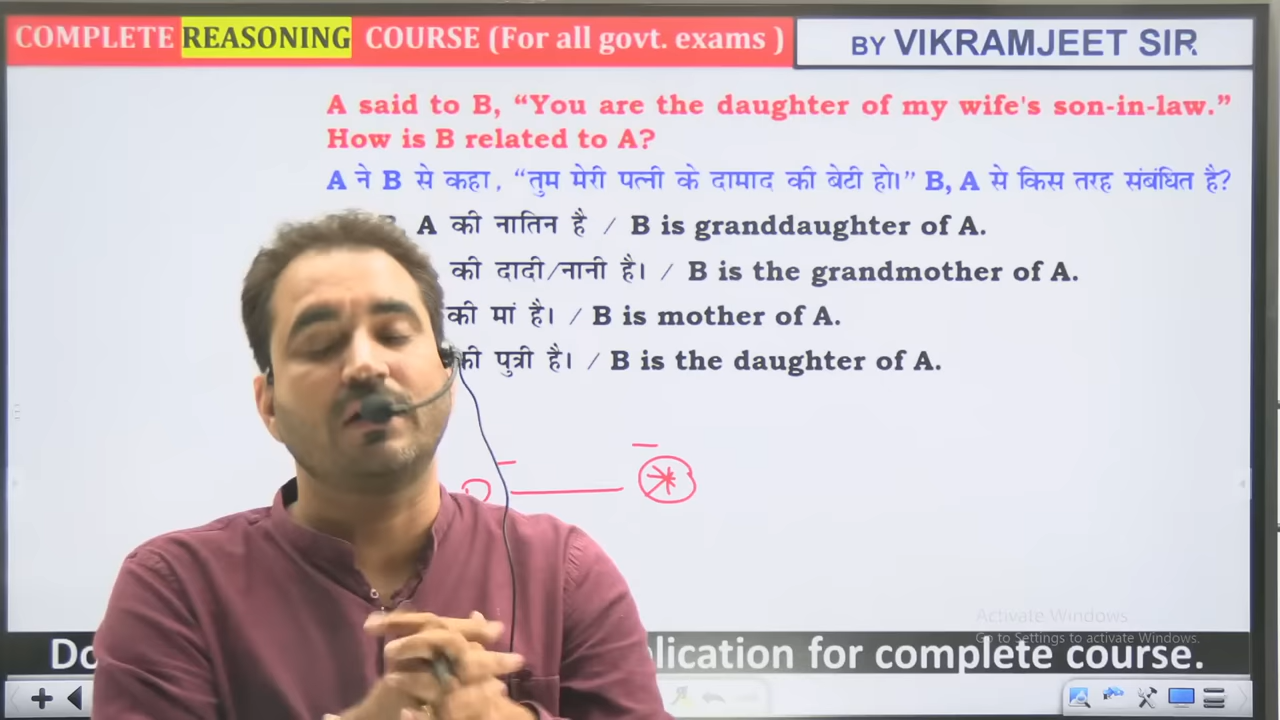 COMPLETE REASONING COURSE (For all govt. exams )
BY VIKRAMJEET SIR
A said to B, “You are the daughter of my wife's son-in-law.”
How is B related to A?
A ने B से कहा, “तुम मेरी पत्नी के दामाद की बेटी हो।” B, A से किस तरह संबंधित है?
A की नातिन है / B is granddaughter of A.
की दादी/नानी है। / B is the grandmother of A.
की मां है। / B is mother of A.
की पुत्री है। / B is the daughter of A.
Activate Windows
Go to Settings to activate Windows.
for complete course.